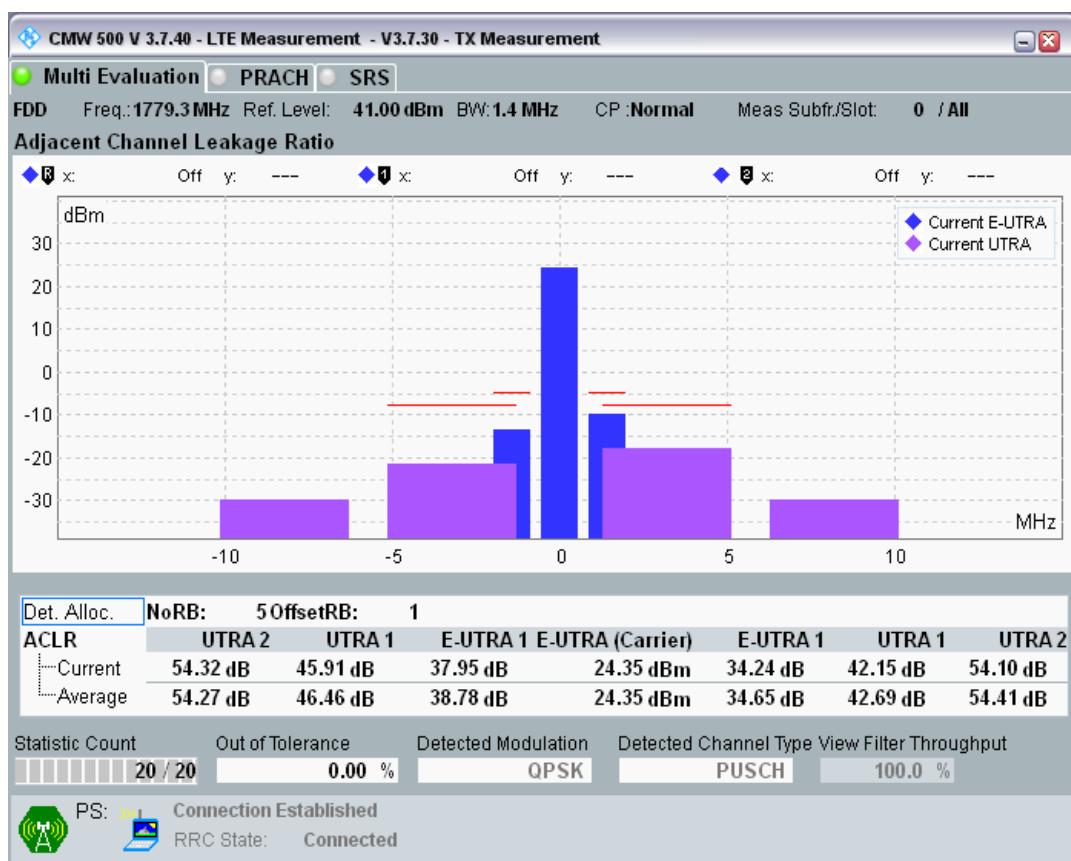 CMW 500 V 3.7.40 - LTE Measurement - V3.7.30 - TX Measurement
Multi Evaluation PRACH SRS
FDD Freq.: 1779.3 MHz Ref. Level: 41.00 dBm BW: 1.4 MHz CP :Normal Meas Subfr./Slot: 0 / All
Adjacent Channel Leakage Ratio
R x: Off y: --- 1 x: Off y: --- 2 x: Off y: ---
dBm
Current E-UTRA
Current UTRA
30
20
10
0
-10
-20
-30
MHz
-10 -5 0 5 10
Det. Alloc. NoRB: 5 OffsetRB: 1
ACLR UTRA 2 UTRA 1 E-UTRA 1 E-UTRA (Carrier) E-UTRA 1 UTRA 1 UTRA 2
Current 54.32 dB 45.91 dB 37.95 dB 24.35 dBm 34.24 dB 42.15 dB 54.10 dB
Average 54.27 dB 46.46 dB 38.78 dB 24.35 dBm 34.65 dB 42.69 dB 54.41 dB
Statistic Count Out of Tolerance Detected Modulation Detected Channel Type View Filter Throughput
20 / 20 0.00 % QPSK PUSCH 100.0 %
PS: Connection Established
RRC State: Connected